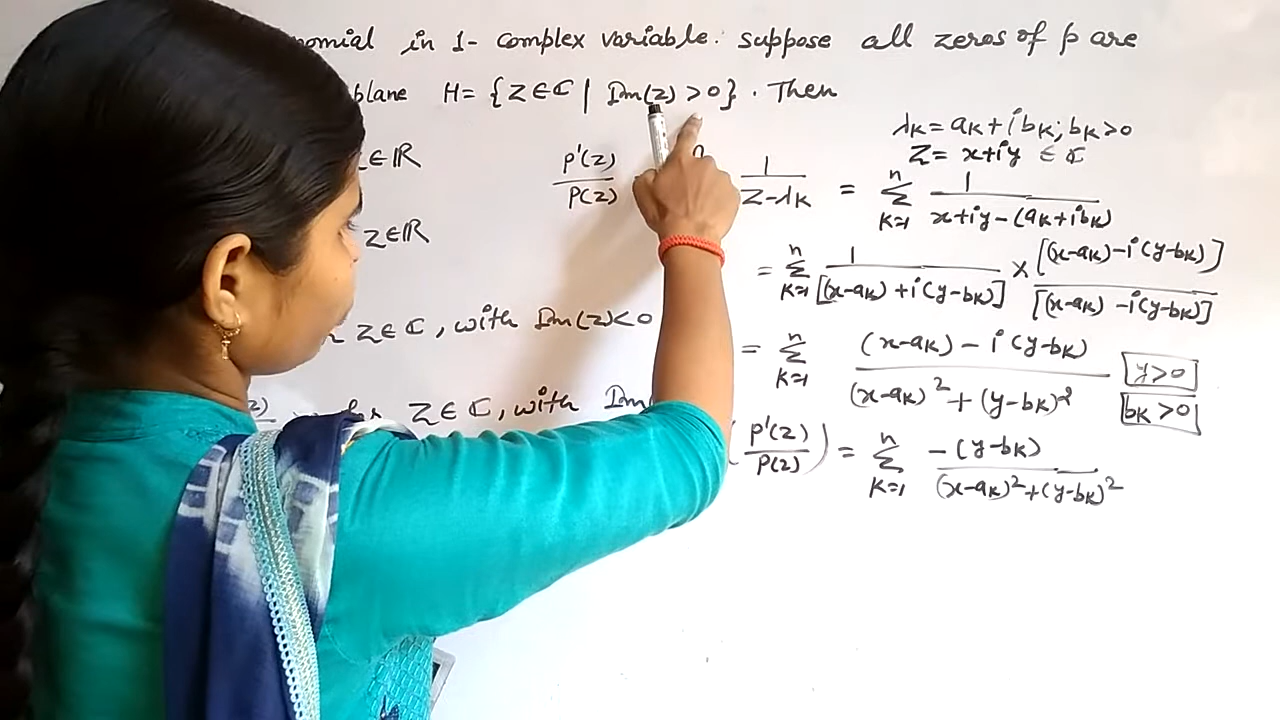 nomial in 1- complex variable. suppose all zeros of p are
plane H = {z ∈ ℂ | Im(z) > 0}. Then
λk = ak + i bk; bk > 0
z = x + iy ∈ ℂ
z ∈ ℝ
p'(z)/p(z) 1/(z - λk) = Σ_{k=1}^{n} 1/(x+iy-(ak+ibk))
z ∈ ℝ
= Σ_{k=1}^{n} 1/[(x-ak)+i(y-bk)] × [(x-ak)-i(y-bk)]/[(x-ak)-i(y-bk)]
z ∈ ℂ, with Im(z)<0
= Σ_{k=1}^{n} ((x-ak) - i(y-bk))/((x-ak)²+(y-bk)²)
y>0
bk>0
for z ∈ ℂ, with Im
(p'(z)/p(z)) = Σ_{k=1}^{n} -(y-bk)/((x-ak)²+(y-bk)²)